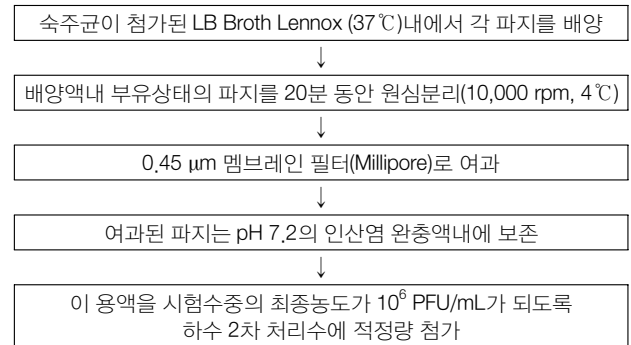 숙주균이 첨가된 LB Broth Lennox (37℃)내에서 각 파지를 배양
↓
배양액내 부유상태의 파지를 20분 동안 원심분리(10,000 rpm, 4℃)
↓
0.45 μm 멤브레인 필터(Millipore)로 여과
↓
여과된 파지는 pH 7.2의 인산염 완충액내에 보존
↓
이 용액을 시험수중의 최종농도가 10⁶ PFU/mL가 되도록
하수 2차 처리수에 적정량 첨가